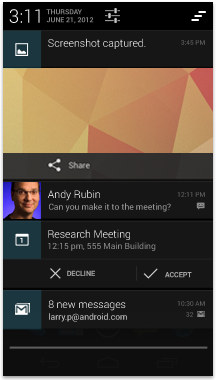 3:11 THURSDAY
JUNE 21, 2012
Screenshot captured. 3:45 PM
Share
Andy Rubin 12:11 PM
Can you make it to the meeting?
1 Research Meeting
12:15 pm, 555 Main Building
DECLINE ACCEPT
8 new messages 10:30 AM
larry.p@android.com 32